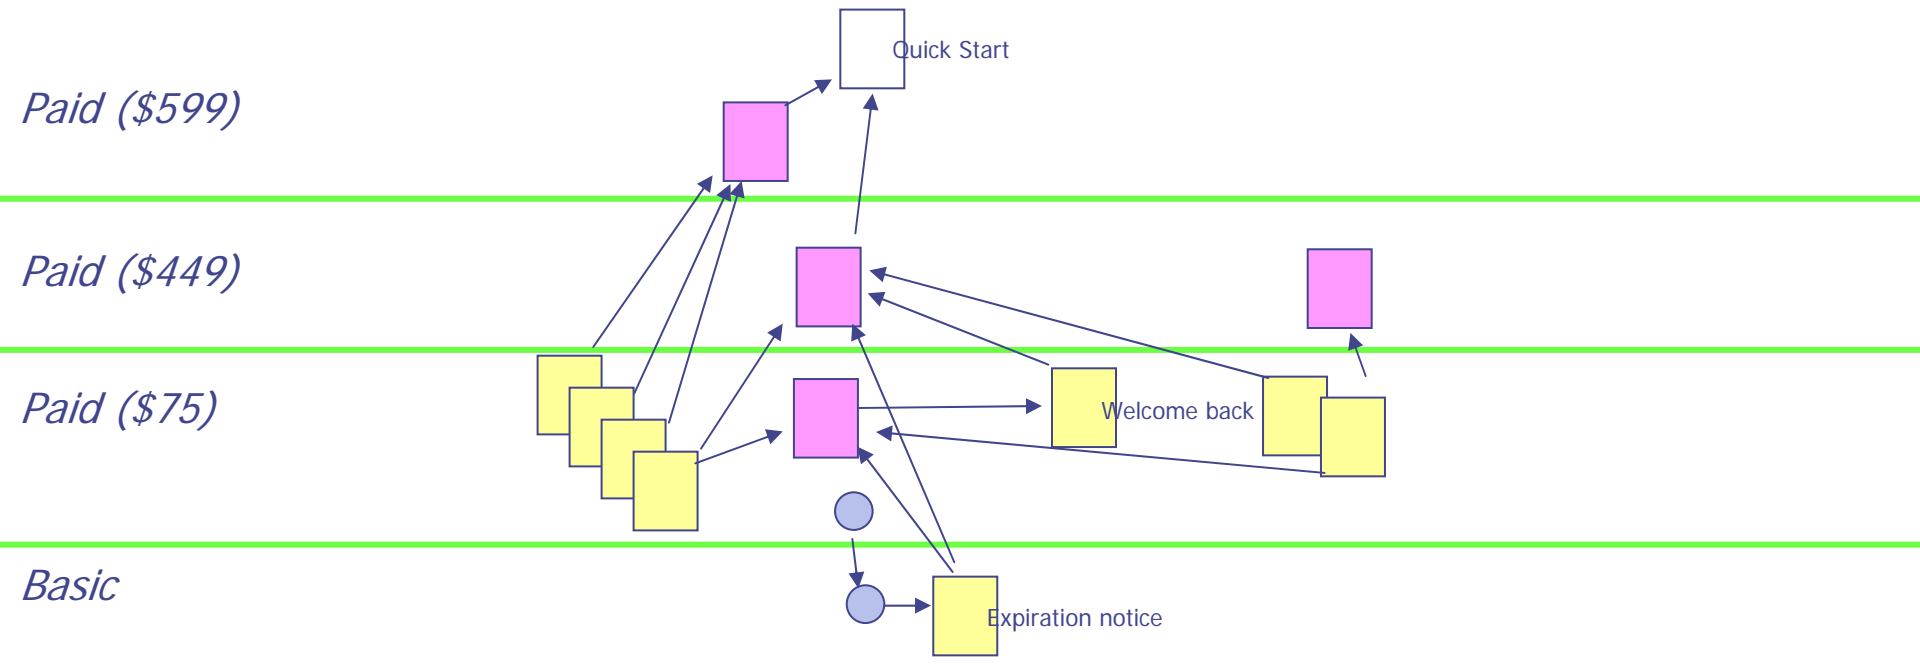 Quick Start
Paid ($599)
Paid ($449)
Paid ($75)
Welcome back
Basic
Expiration notice